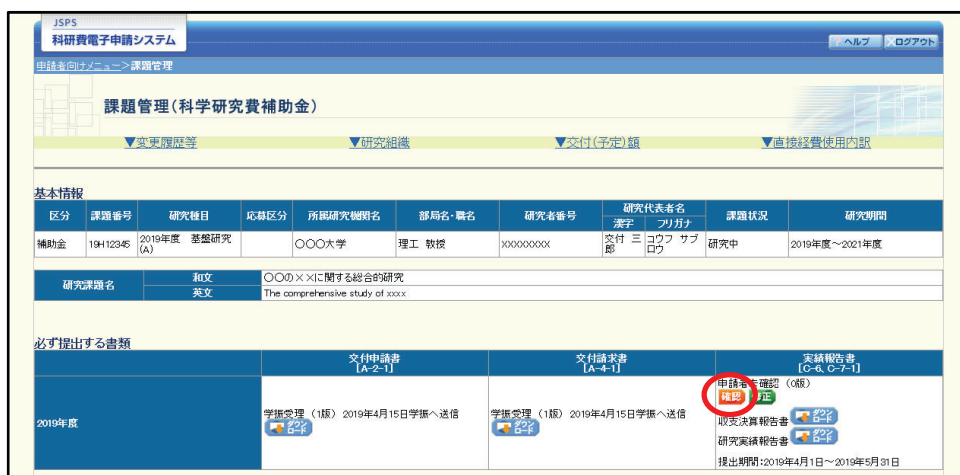 JSPS
科研費電子申請システム
ヘルプ ログアウト
申請者向けメニュー>課題管理
課題管理(科学研究費補助金)
▼変更履歴等 ▼研究組織 ▼交付(予定)額 ▼直接経費使用内訳
基本情報
区分 課題番号 研究種目 応募区分 所属研究機関名 部局名・職名 研究者番号 研究代表者名 課題状況 研究期間
漢字 フリガナ
補助金 19H12345 2019年度 基盤研究(A) 〇〇〇大学 理工 教授 XXXXXXXX 交付 三郎 コウフ サブロウ 研究中 2019年度～2021年度
研究課題名 和文 〇〇の××に関する総合的研究
英文 The comprehensive study of xxxx
必ず提出する書類
交付申請書 交付請求書 実績報告書
[A-2-1] [A-4-1] [C-6, C-7-1]
2019年度
学振受理 (1版) 2019年4月15日学振へ送信
ダウンロード
学振受理 (1版) 2019年4月15日学振へ送信
ダウンロード
申請者未確認 (0版)
確認 修正
収支決算報告書 ダウンロード
研究実績報告書 ダウンロード
提出期間:2019年4月1日～2019年5月31日